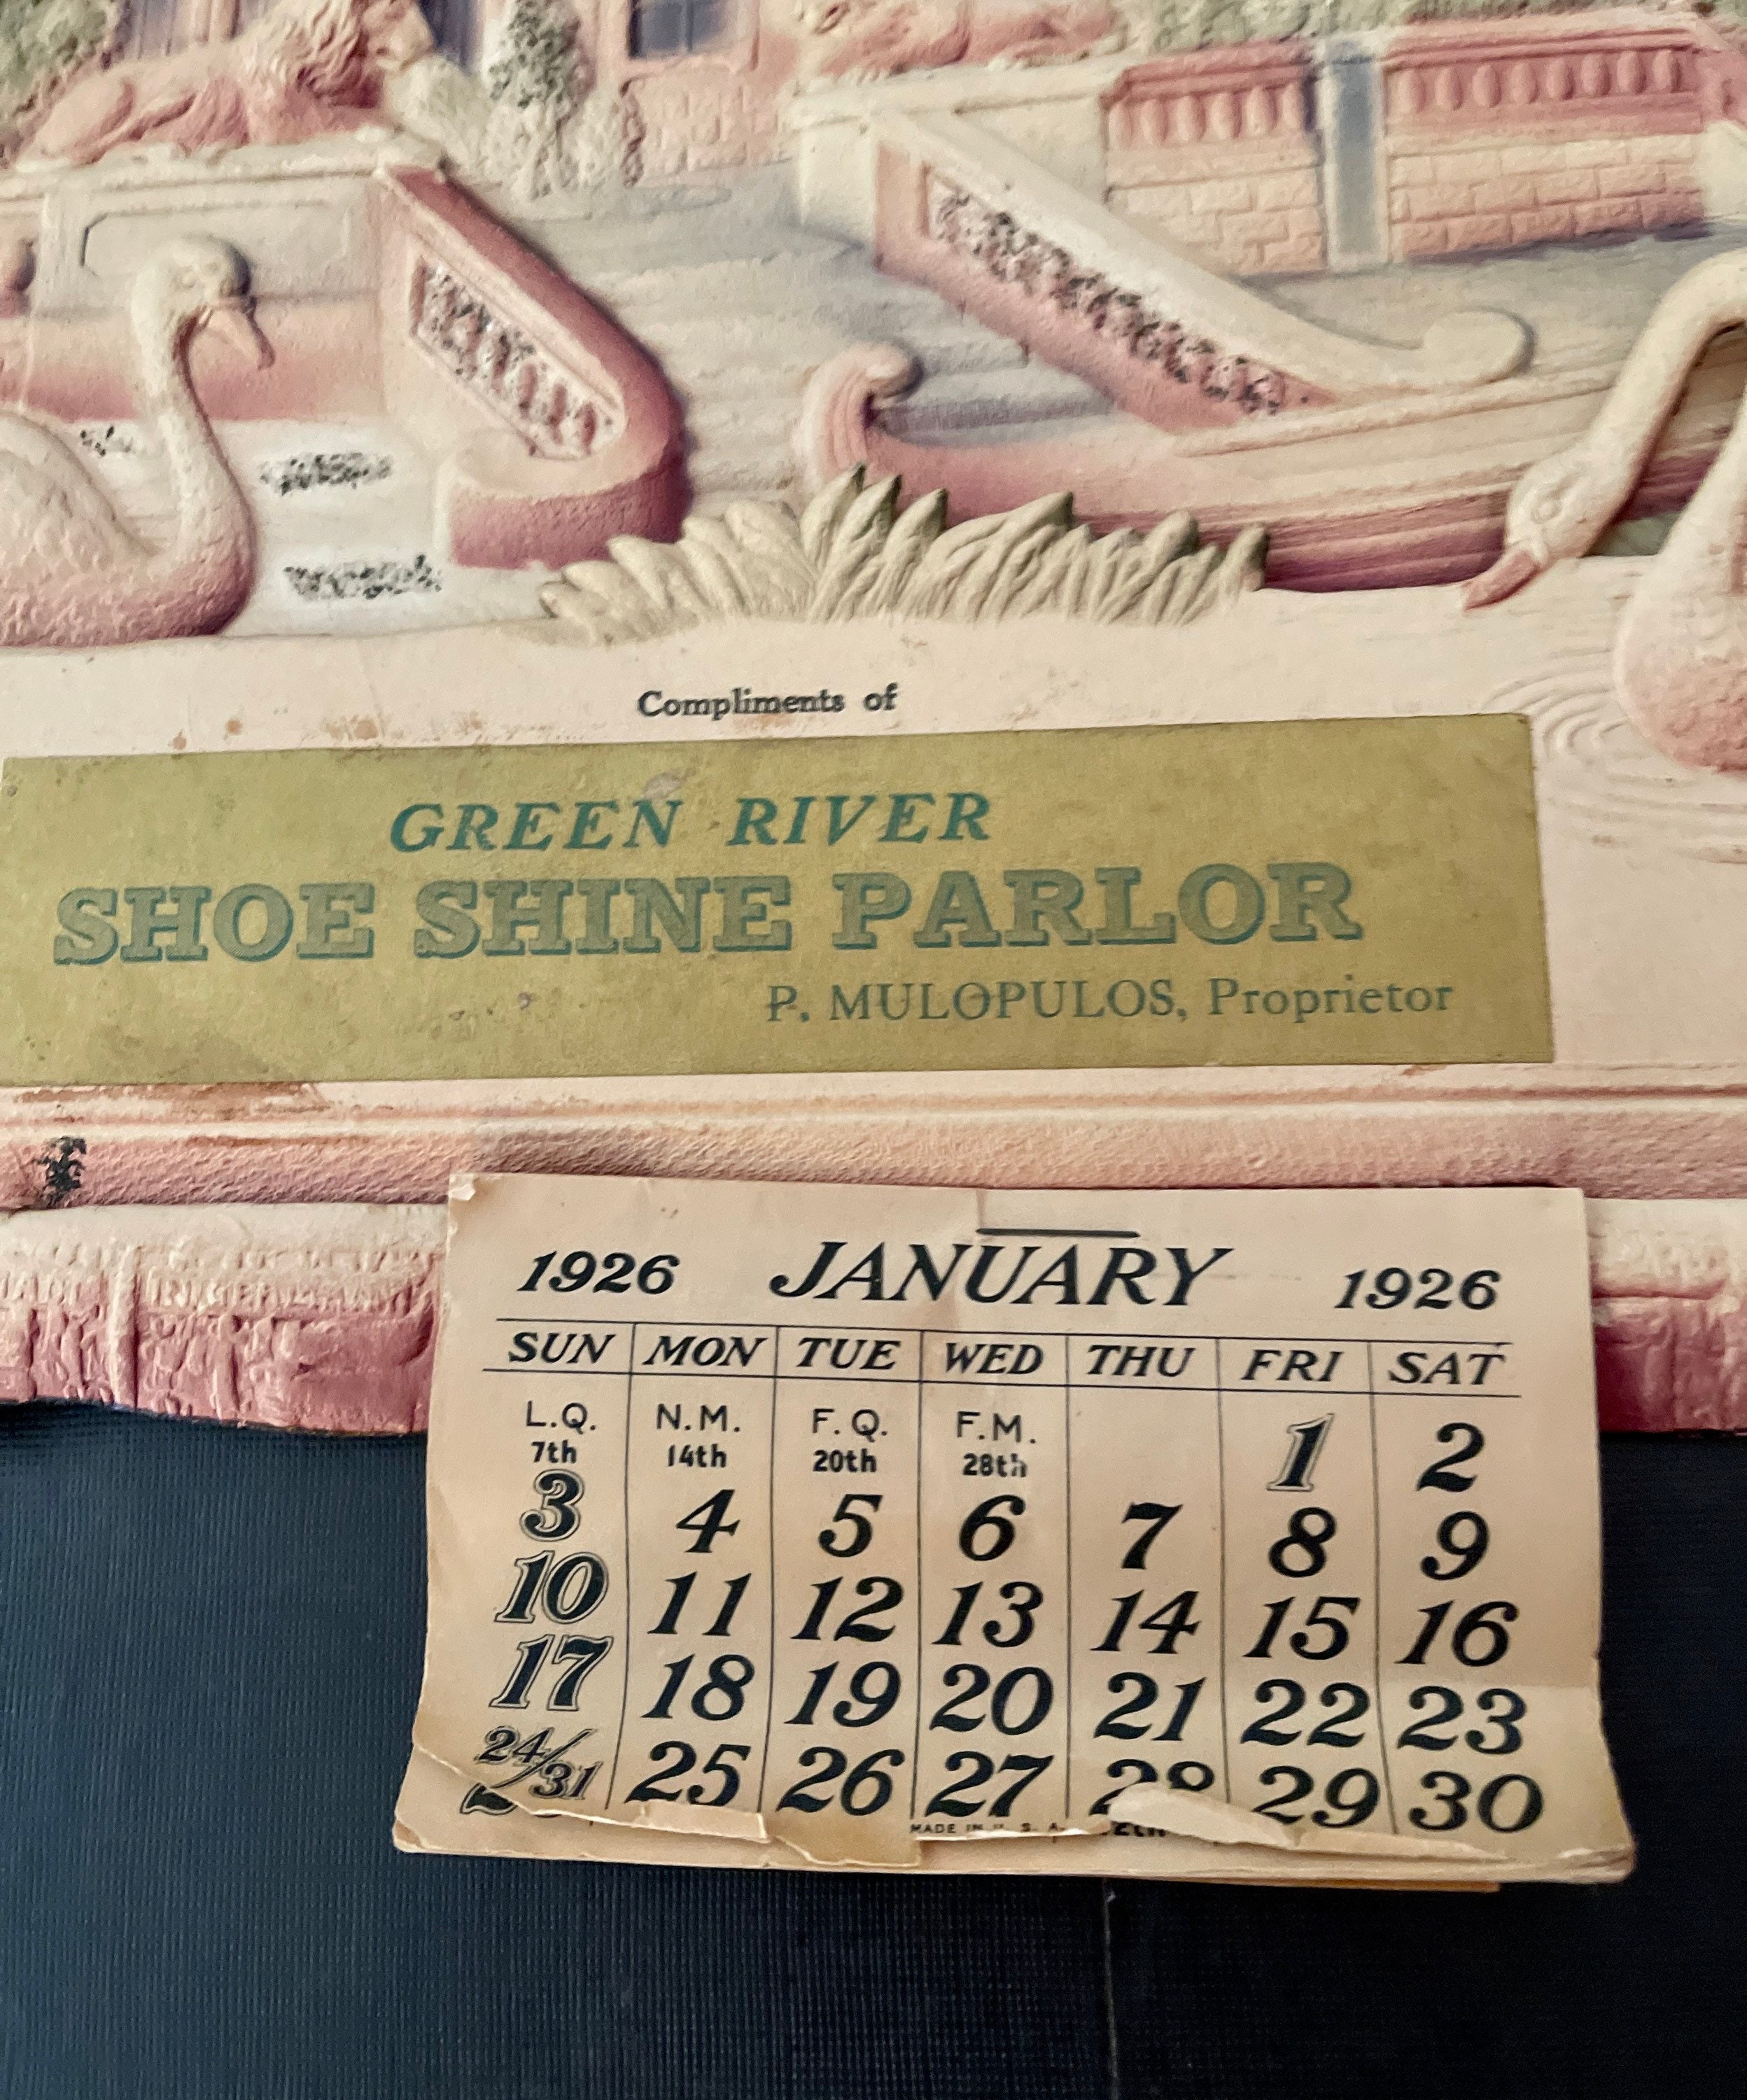 Compliments of
GREEN RIVER
SHOE SHINE PARLOR
P. MULOPULOS, Proprietor
1926 JANUARY 1926
SUN MON TUE WED THU FRI SAT
L.Q. N.M. F.Q. F.M.
7th 14th 20th 28th
1 2
3 4 5 6 7 8 9
10 11 12 13 14 15 16
17 18 19 20 21 22 23
24/31 25 26 27 28 29 30
MADE IN U. S. A.